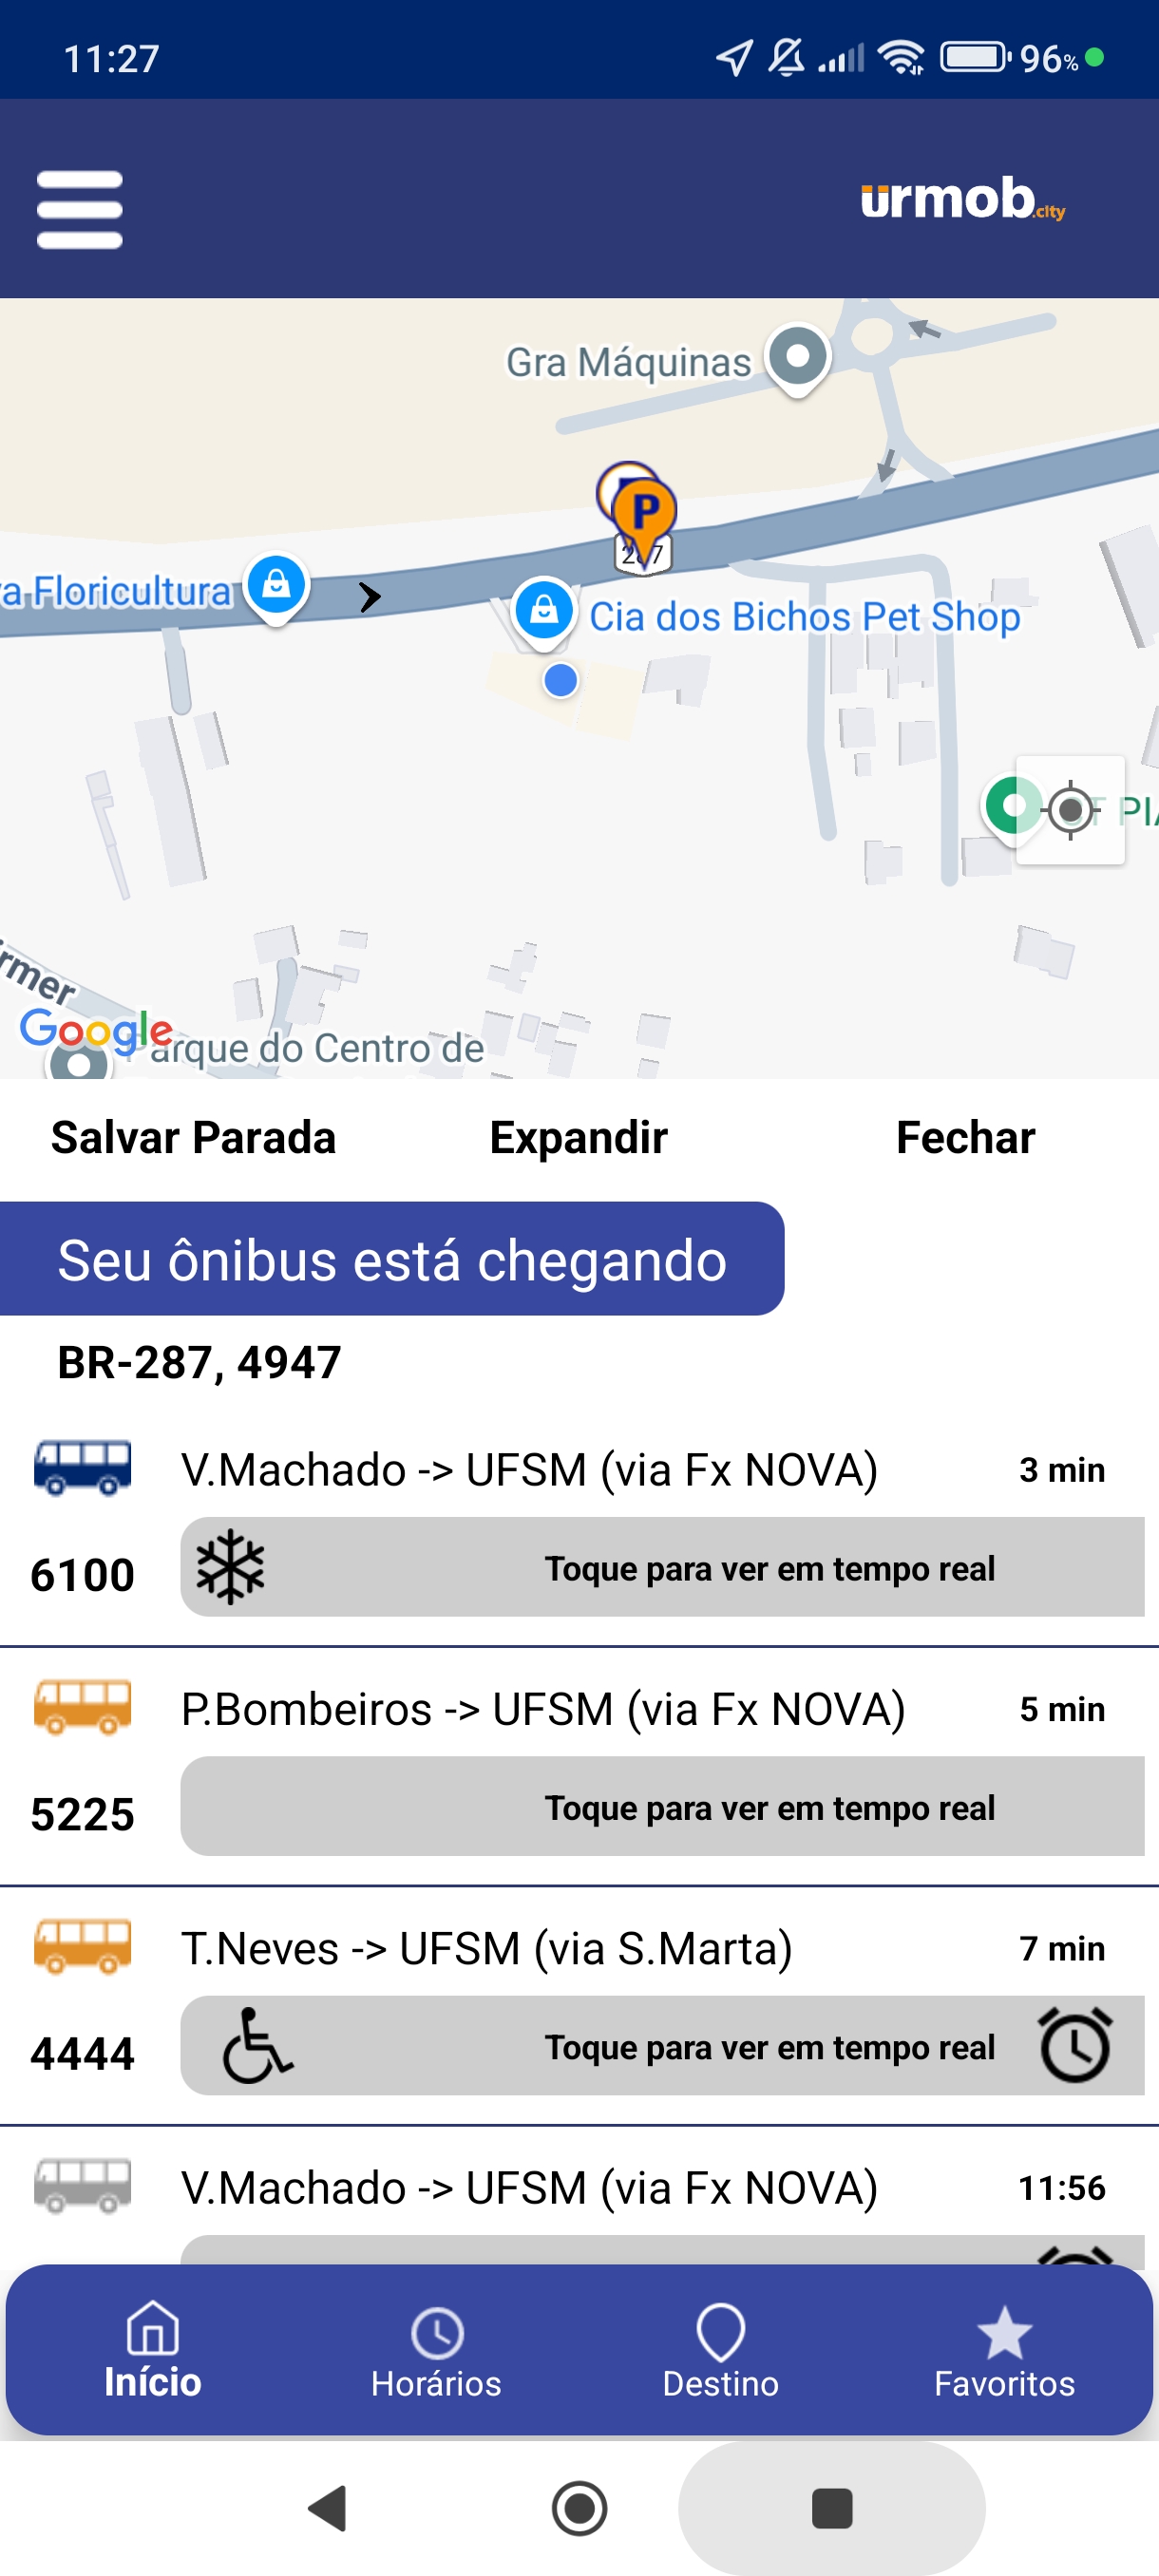 11:27
96%
urmob.city
Gra Máquinas
P
287
a Floricultura
Cia dos Bichos Pet Shop
rmer
Google
arque do Centro de
Salvar Parada
Expandir
Fechar
Seu ônibus está chegando
BR-287, 4947
V.Machado -> UFSM (via Fx NOVA)
3 min
6100
Toque para ver em tempo real
P.Bombeiros -> UFSM (via Fx NOVA)
5 min
5225
Toque para ver em tempo real
T.Neves -> UFSM (via S.Marta)
7 min
4444
Toque para ver em tempo real
V.Machado -> UFSM (via Fx NOVA)
11:56
Início
Horários
Destino
Favoritos